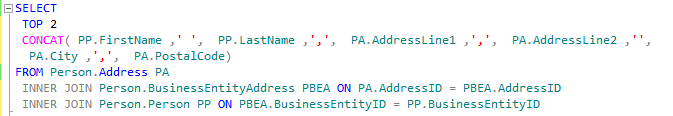 SELECT
TOP 2
CONCAT( PP.FirstName ,' ', PP.LastName ,',', PA.AddressLine1 ,',', PA.AddressLine2 ,'',
PA.City ,',', PA.PostalCode)
FROM Person.Address PA
INNER JOIN Person.BusinessEntityAddress PBEA ON PA.AddressID = PBEA.AddressID
INNER JOIN Person.Person PP ON PBEA.BusinessEntityID = PP.BusinessEntityID